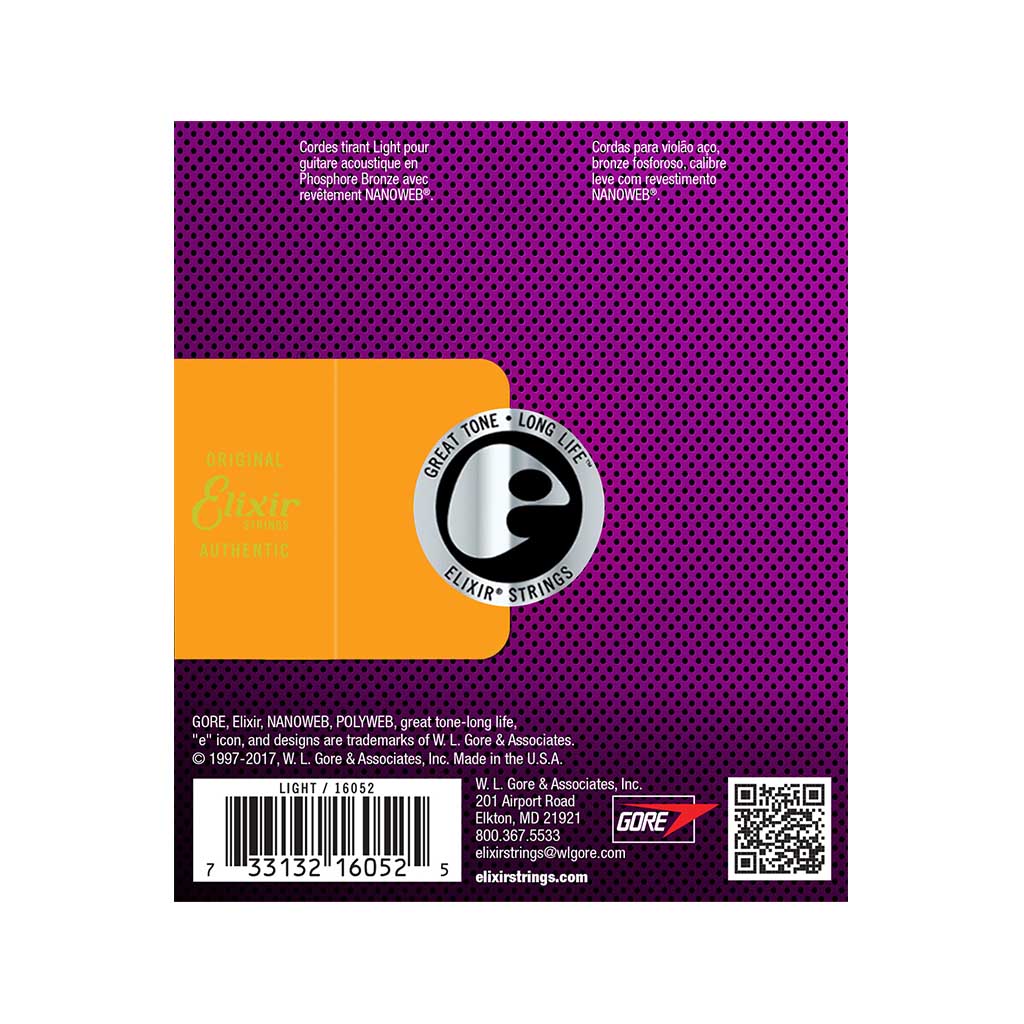 Cordes tirant Light pour
guitare acoustique en
Phosphore Bronze avec
revêtement NANOWEB®.
Cordas para violão aço,
bronze fosforoso, calibre
leve com revestimento
NANOWEB®.
GREAT TONE • LONG LIFE™
ELIXIR® STRINGS
ORIGINAL
Elixir
STRINGS
AUTHENTIC
GORE, Elixir, NANOWEB, POLYWEB, great tone-long life,
"e" icon, and designs are trademarks of W. L. Gore & Associates.
© 1997-2017, W. L. Gore & Associates, Inc. Made in the U.S.A.
LIGHT / 16052
7 33132 16052 5
W. L. Gore & Associates, Inc.
201 Airport Road
Elkton, MD 21921
800.367.5533
elixirstrings@wlgore.com
elixirstrings.com
GORE